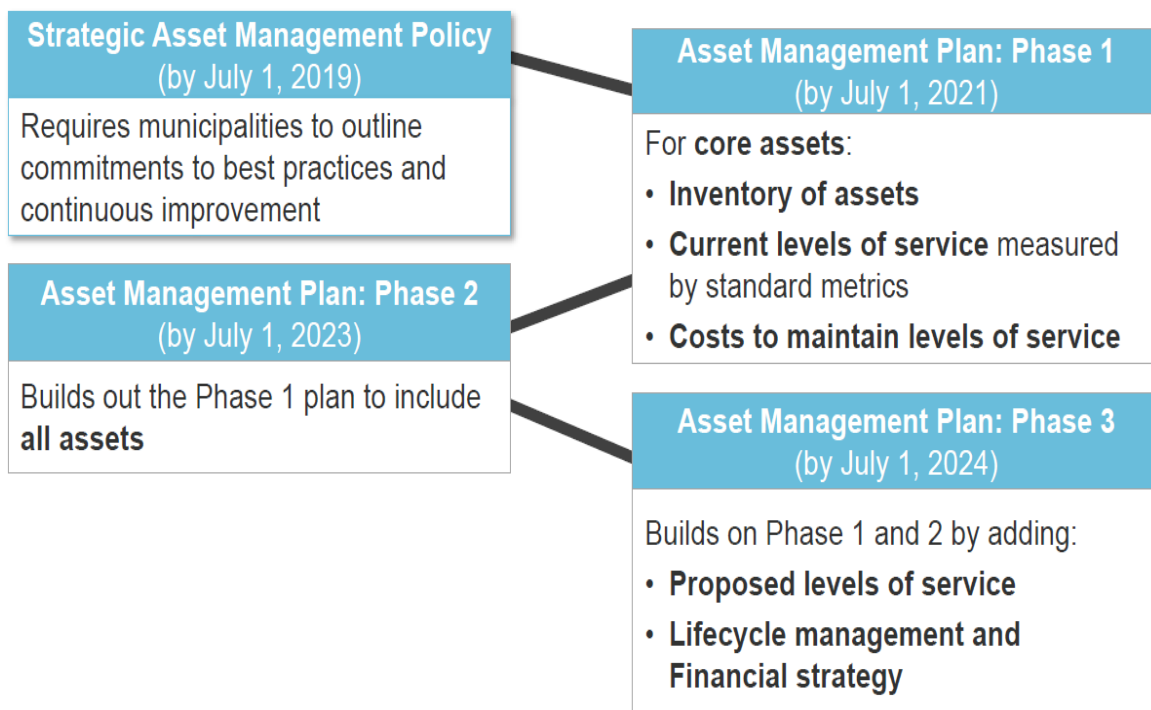 Strategic Asset Management Policy
(by July 1, 2019)
Requires municipalities to outline
commitments to best practices and
continuous improvement
Asset Management Plan: Phase 1
(by July 1, 2021)
For core assets:
• Inventory of assets
• Current levels of service measured
by standard metrics
• Costs to maintain levels of service
Asset Management Plan: Phase 2
(by July 1, 2023)
Builds out the Phase 1 plan to include
all assets
Asset Management Plan: Phase 3
(by July 1, 2024)
Builds on Phase 1 and 2 by adding:
• Proposed levels of service
• Lifecycle management and
Financial strategy